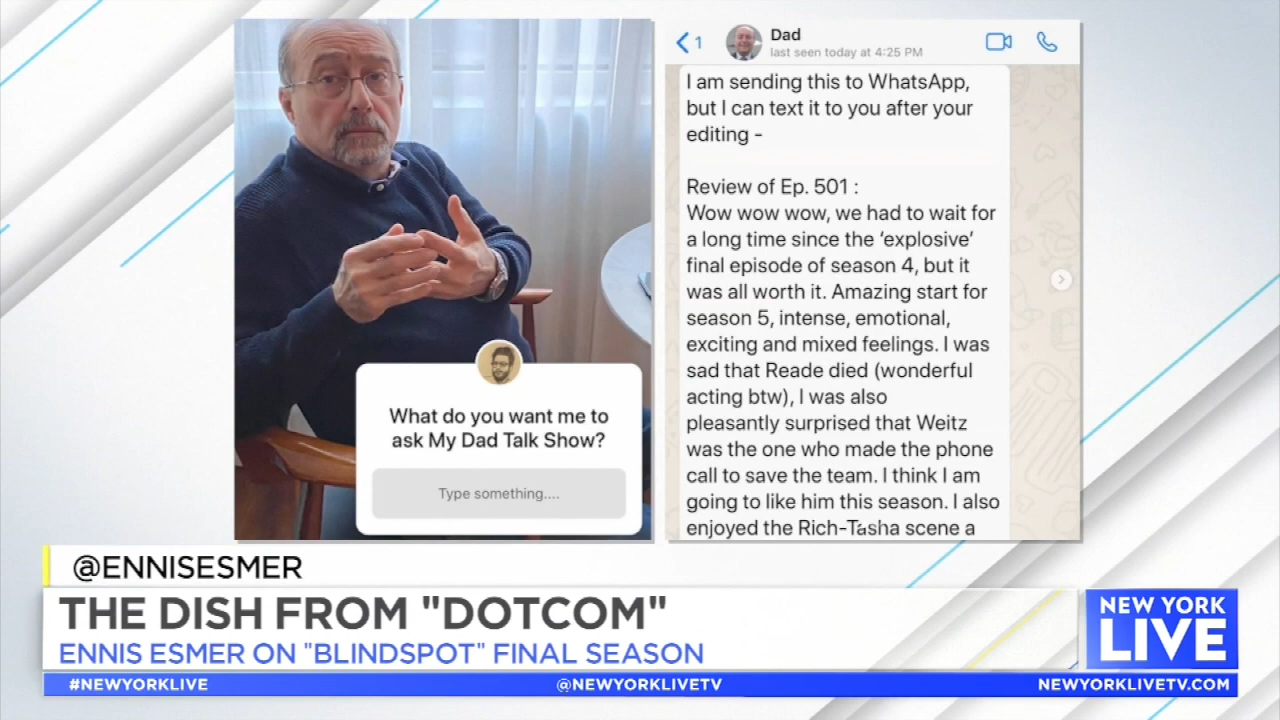 What do you want me to
ask My Dad Talk Show?
Type something....
1
Dad
last seen today at 4:25 PM
I am sending this to WhatsApp,
but I can text it to you after your
editing -
Review of Ep. 501 :
Wow wow wow, we had to wait for
a long time since the ‘explosive’
final episode of season 4, but it
was all worth it. Amazing start for
season 5, intense, emotional,
exciting and mixed feelings. I was
sad that Reade died (wonderful
acting btw), I was also
pleasantly surprised that Weitz
was the one who made the phone
call to save the team. I think I am
going to like him this season. I also
enjoyed the Rich-Tasha scene a
@ENNISESMER
THE DISH FROM "DOTCOM"
ENNIS ESMER ON "BLINDSPOT" FINAL SEASON
NEW YORK
LIVE
#NEWYORKLIVE
@NEWYORKLIVETV
NEWYORKLIVETV.COM